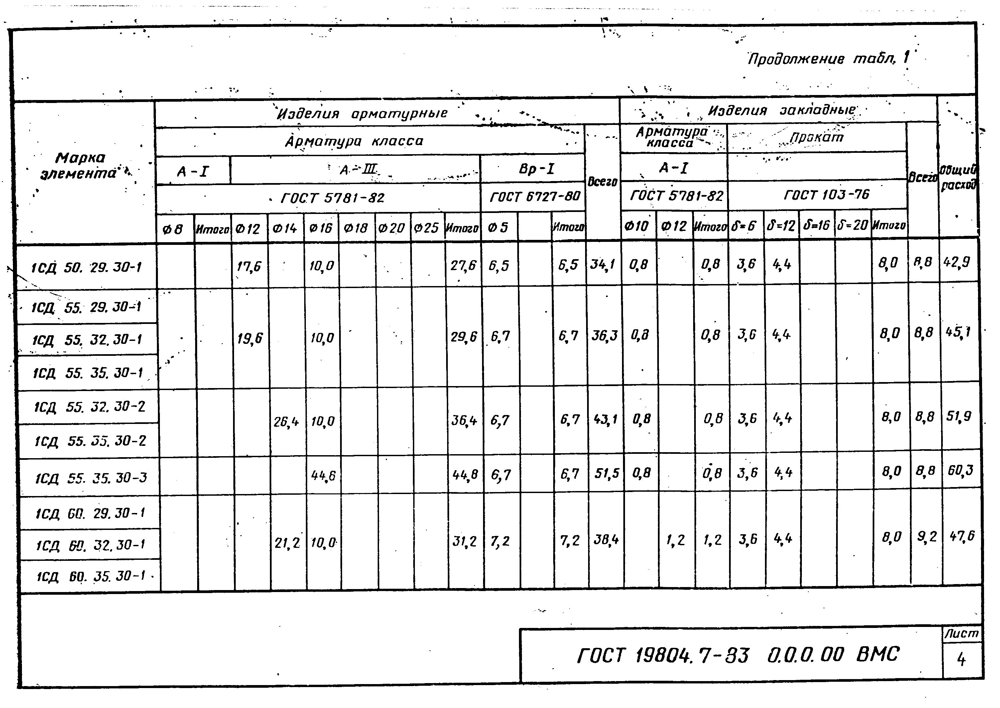 Продолжение табл. 1
Марка элемента
Изделия арматурные
Изделия закладные
Общий расход
Арматура класса
Всего
Арматура класса
Прокат
Всего
А-I
А-III
Вр-I
А-I
ГОСТ 5781-82
ГОСТ 6727-80
ГОСТ 5781-82
ГОСТ 103-76
Ф8 Итого Ф12 Ф14 Ф16 Ф18 Ф20 Ф25 Итого Ф5 Итого Ф10 Ф12 Итого δ=6 δ=12 δ=16 δ=20 Итого
1СД 50. 29. 30-1 17,6 10,0 27,6 6,5 6,5 34,1 0,8 0,8 3,6 4,4 8,0 8,8 42,9
1СД 55. 29. 30-1
1СД 55. 32. 30-1 19,6 10,0 29,6 6,7 6,7 36,3 0,8 0,8 3,6 4,4 8,0 8,8 45,1
1СД 55. 35. 30-1
1СД 55. 32. 30-2
26,4 10,0 36,4 6,7 6,7 43,1 0,8 0,8 3,6 4,4 8,0 8,8 51,9
1СД 55. 35. 30-2
1СД 55. 35. 30-3 44,6 44,8 6,7 6,7 51,5 0,8 0,8 3,6 4,4 8,0 8,8 60,3
1СД 60. 29. 30-1
1СД 60. 32. 30-1 21,2 10,0 31,2 7,2 7,2 38,4 1,2 1,2 3,6 4,4 8,0 9,2 47,6
1СД 60. 35. 30-1
ГОСТ 19804. 7-83 0.0.0.00 ВМС
Лист
4